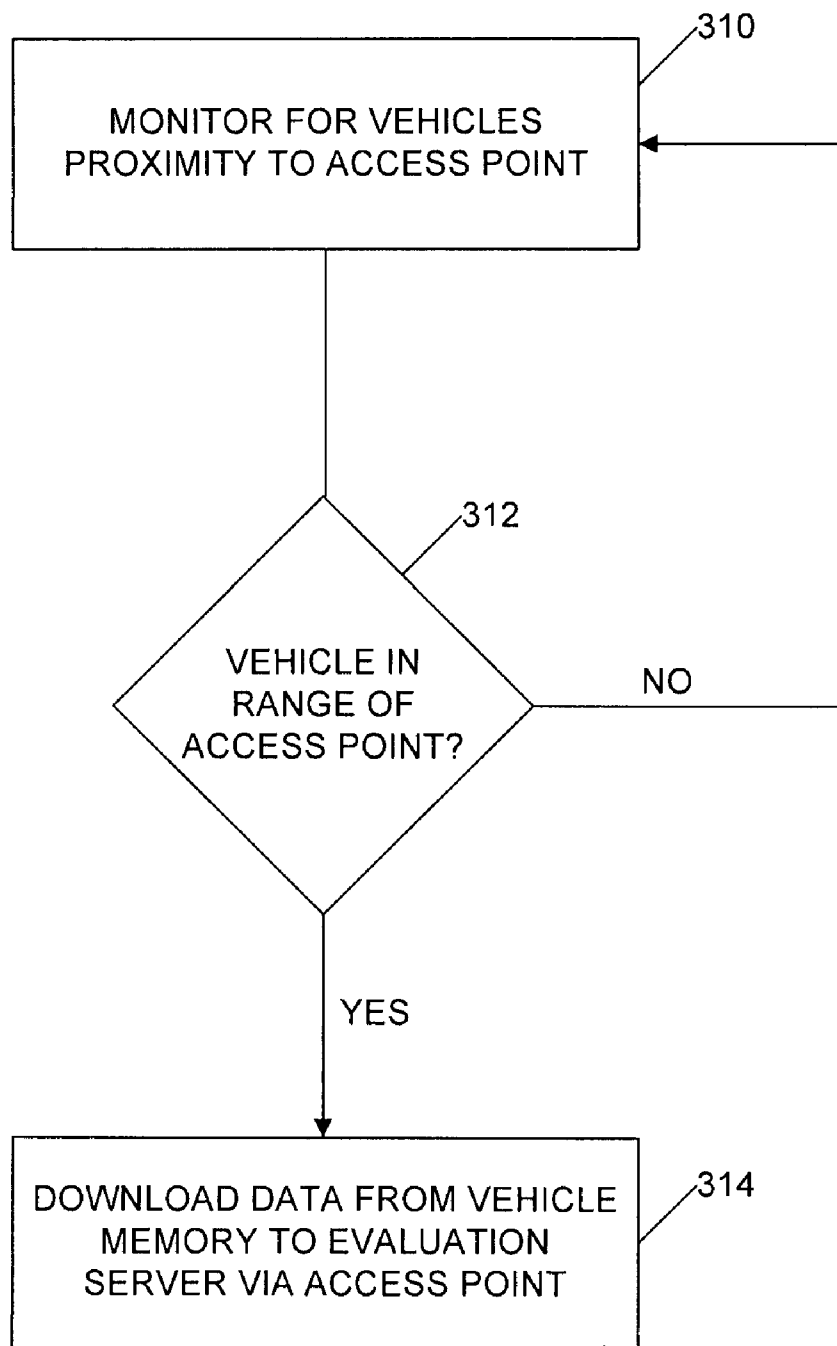 310
MONITOR FOR VEHICLES
PROXIMITY TO ACCESS POINT
312
VEHICLE IN
RANGE OF
ACCESS POINT?
NO
YES
314
DOWNLOAD DATA FROM VEHICLE
MEMORY TO EVALUATION
SERVER VIA ACCESS POINT